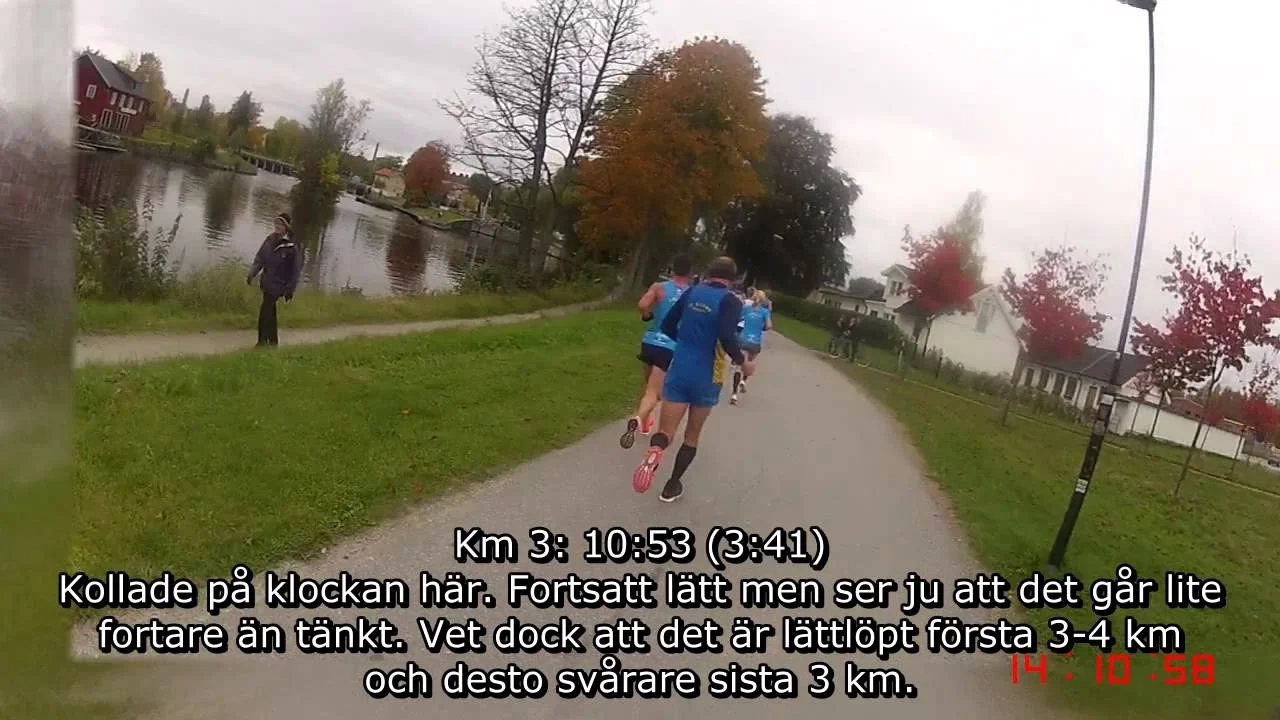 Km 3: 10:53 (3:41)
Kollade på klockan här. Fortsatt lätt men ser ju att det går lite
fortare än tänkt. Vet dock att det är lättlöpt första 3-4 km
och desto svårare sista 3 km.
14:10:58